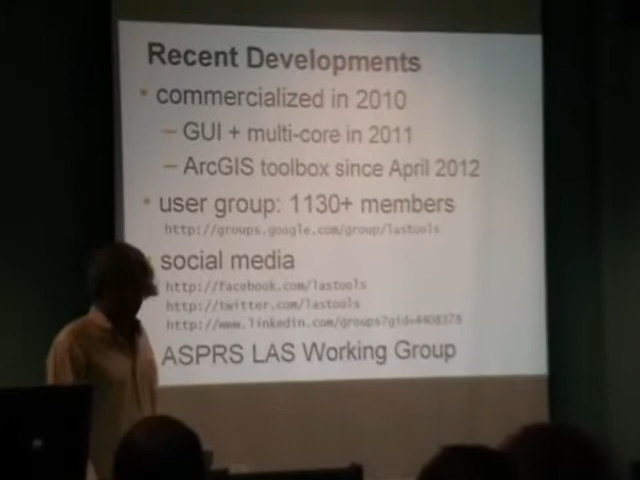 Recent Developments
• commercialized in 2010
– GUI + multi-core in 2011
– ArcGIS toolbox since April 2012
• user group: 1130+ members
http://groups.google.com/group/lastools
social media
http://facebook.com/lastools
http://twitter.com/lastools
http://www.linkedin.com/groups?gid=4408378
ASPRS LAS Working Group